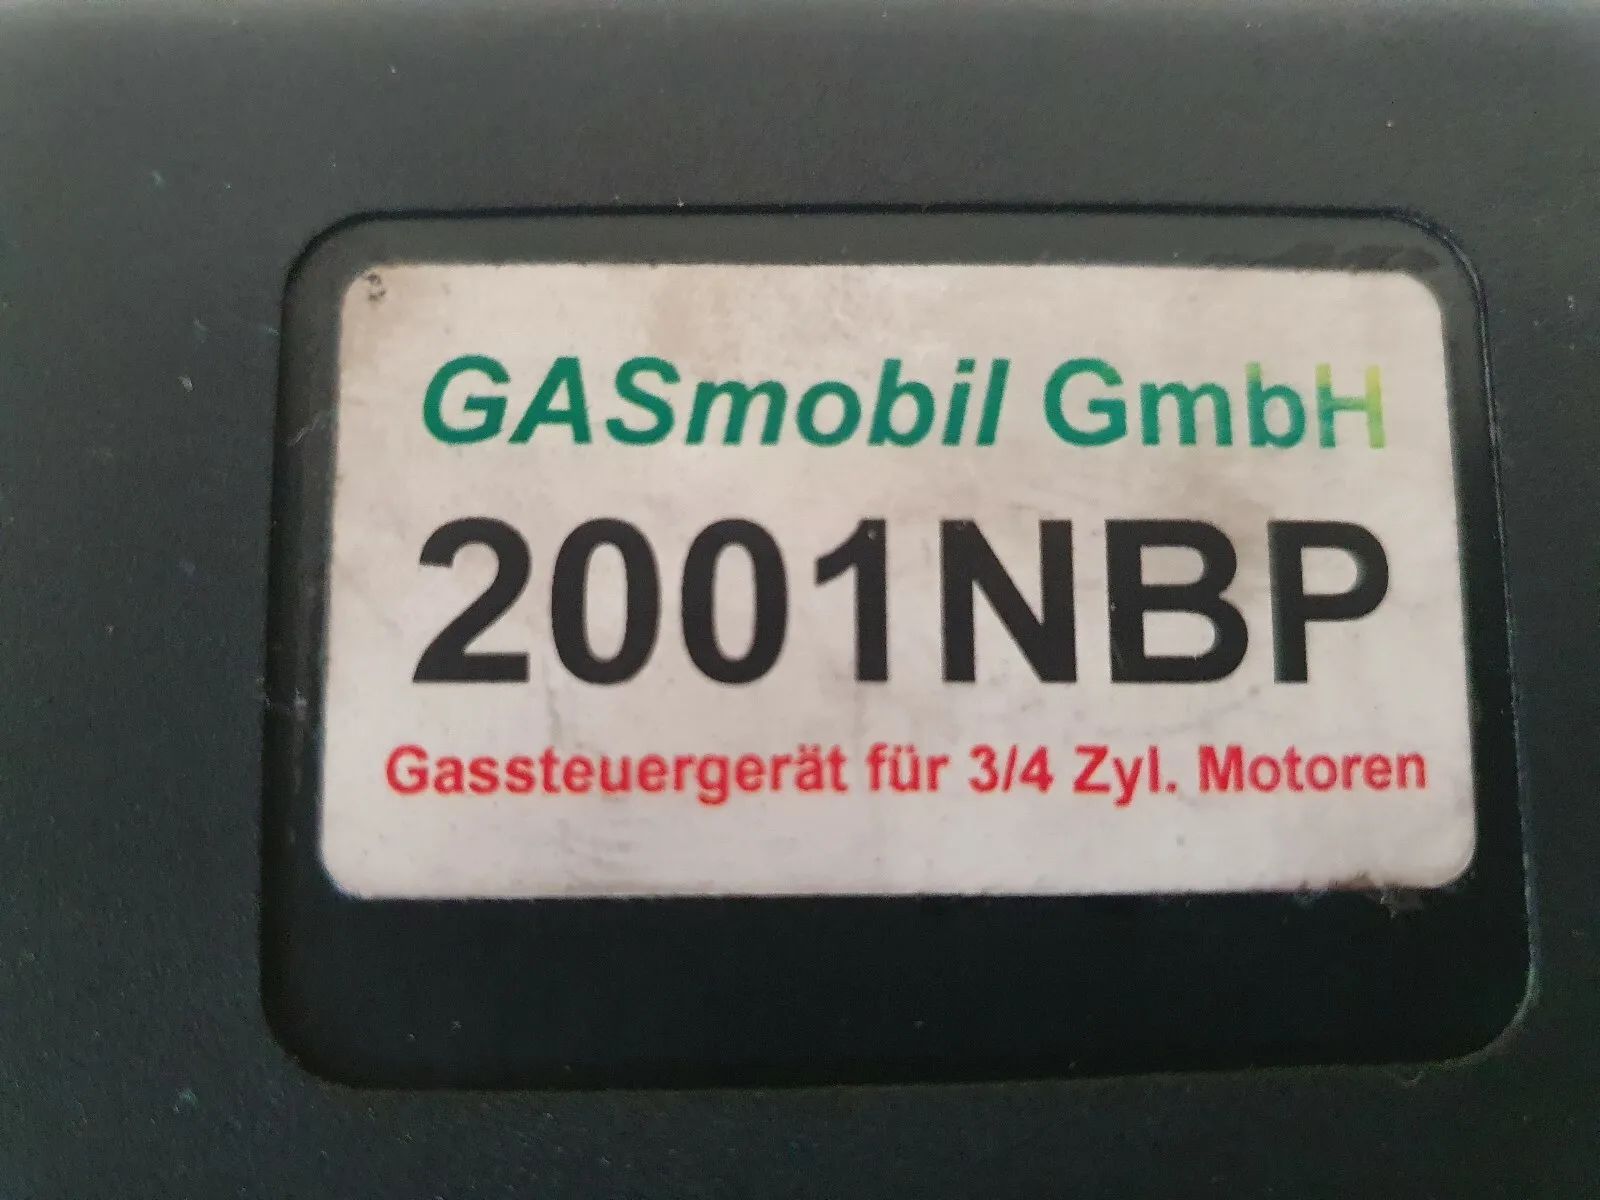 GASmobil GmbH
2001NBP
Gassteuergerät für 3/4 Zyl. Motoren